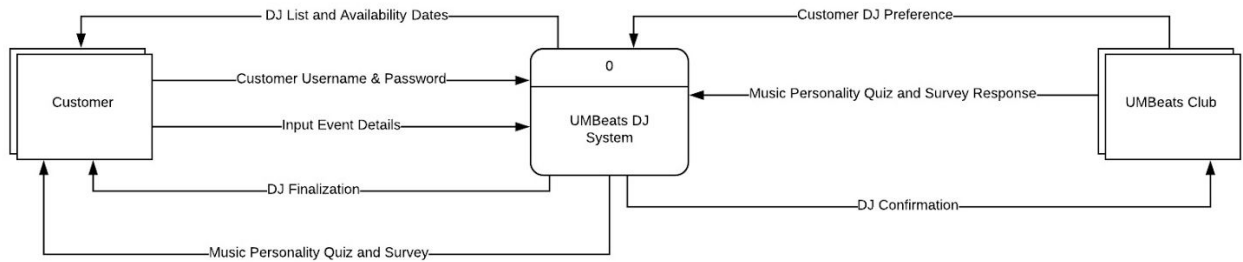 DJ List and Availability Dates
Customer DJ Preference
0
Customer Username & Password
Music Personality Quiz and Survey Response
Customer
UMBeats Club
UMBeats DJ
System
Input Event Details
DJ Finalization
DJ Confirmation
Music Personality Quiz and Survey